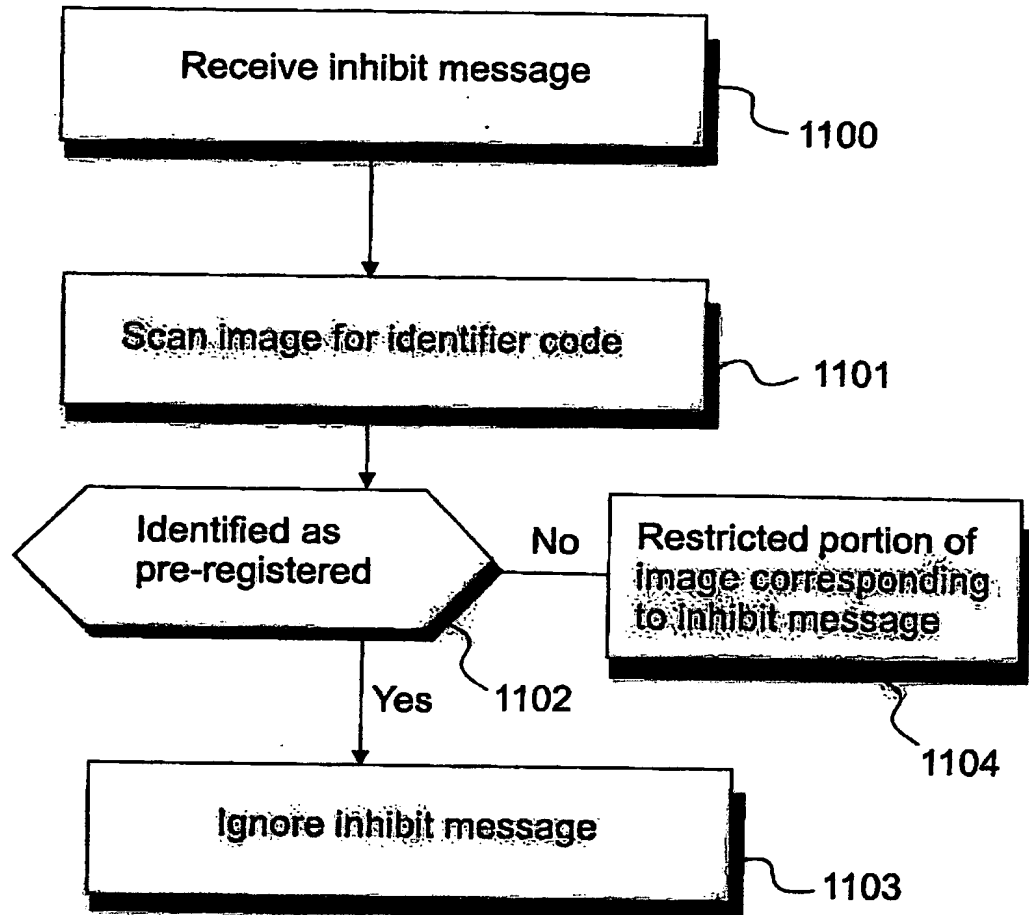 Receive inhibit message
1100
Scan image for identifier code
1101
Identified as
pre-registered
No
Restricted portion of
image corresponding
to inhibit message
Yes
1102
1104
Ignore inhibit message
1103